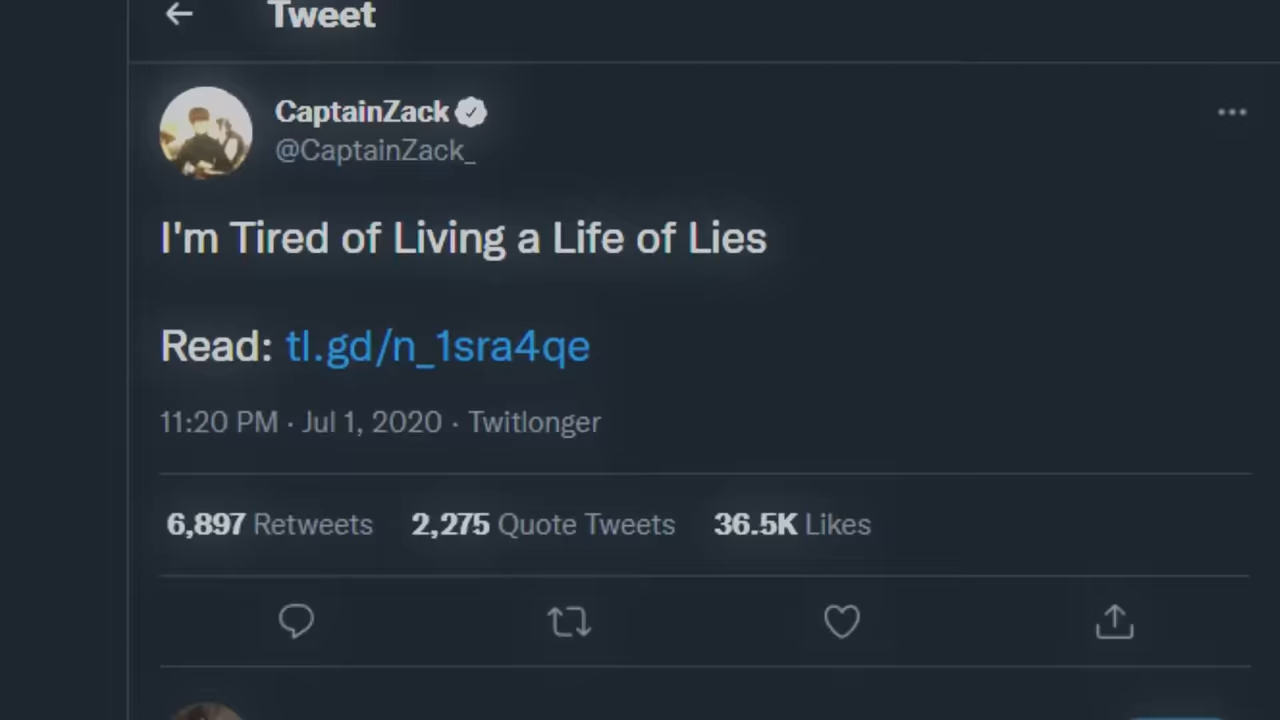 Tweet
CaptainZack
@CaptainZack_
I'm Tired of Living a Life of Lies
Read: tl.gd/n_1sra4qe
11:20 PM · Jul 1, 2020 · Twitlonger
6,897 Retweets 2,275 Quote Tweets 36.5K Likes